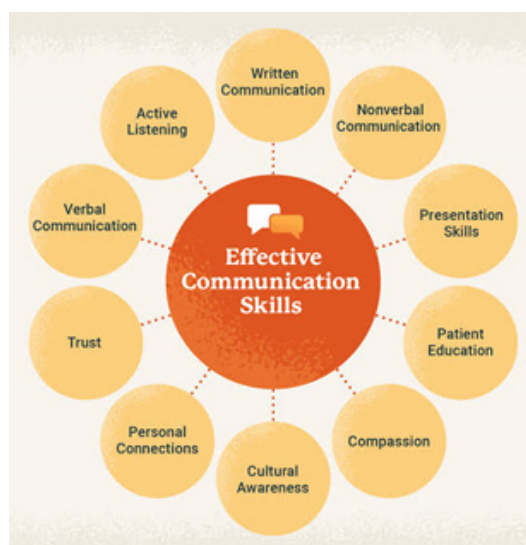 Written
Communication
Nonverbal
Communication
Presentation
Skills
Patient
Education
Compassion
Cultural
Awareness
Personal
Connections
Trust
Verbal
Communication
Active
Listening
Effective
Communication
Skills